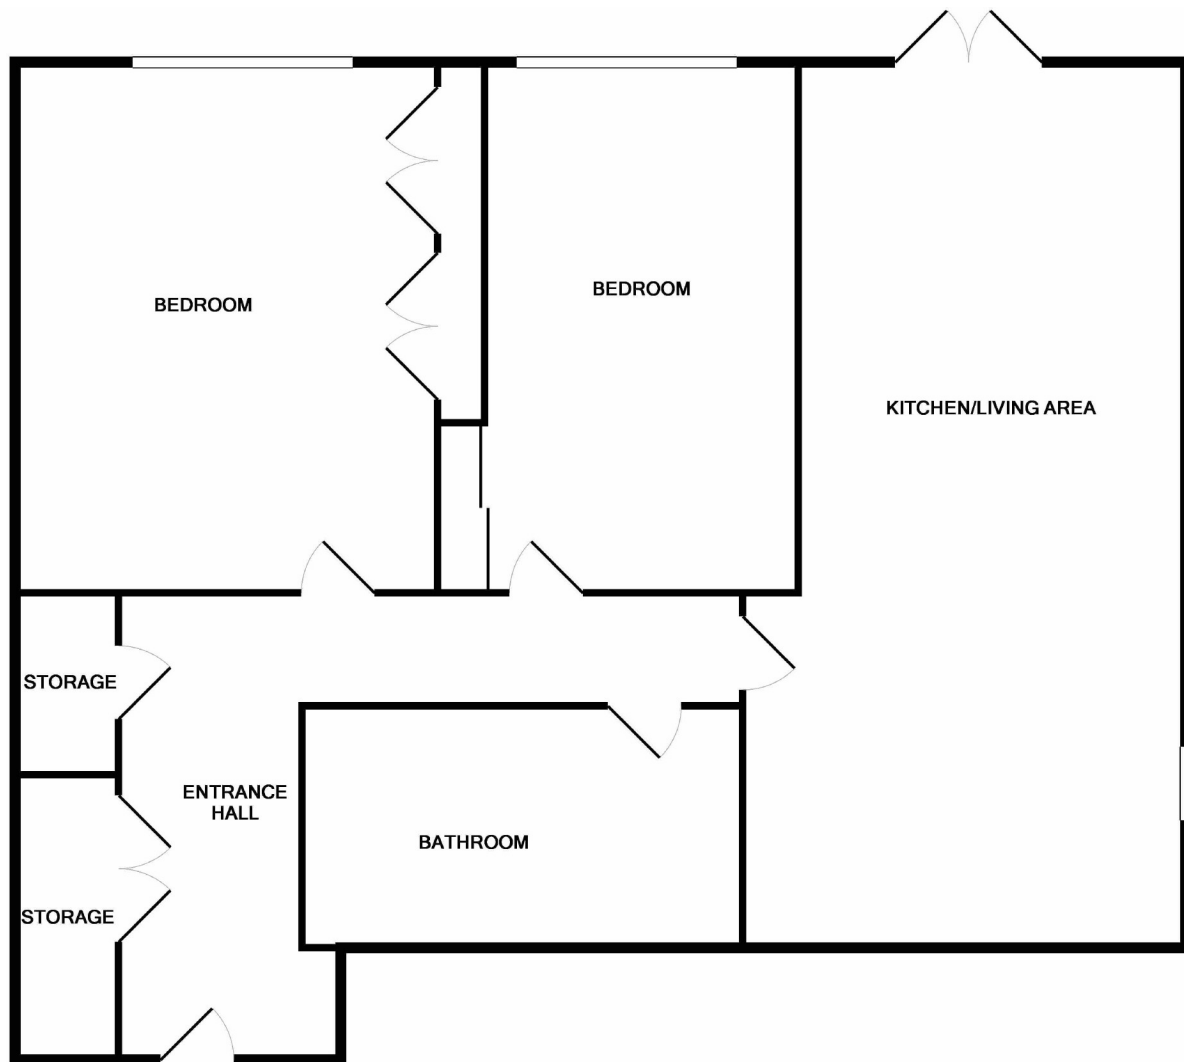 BEDROOM
BEDROOM
KITCHEN/LIVING AREA
STORAGE
ENTRANCE
HALL
BATHROOM
STORAGE